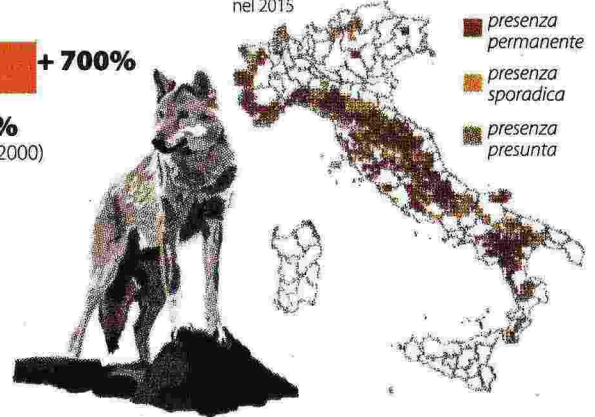 nel 2015
+ 700%
%
2000)
presenza
permanente
presenza
sporadica
presenza
presunta